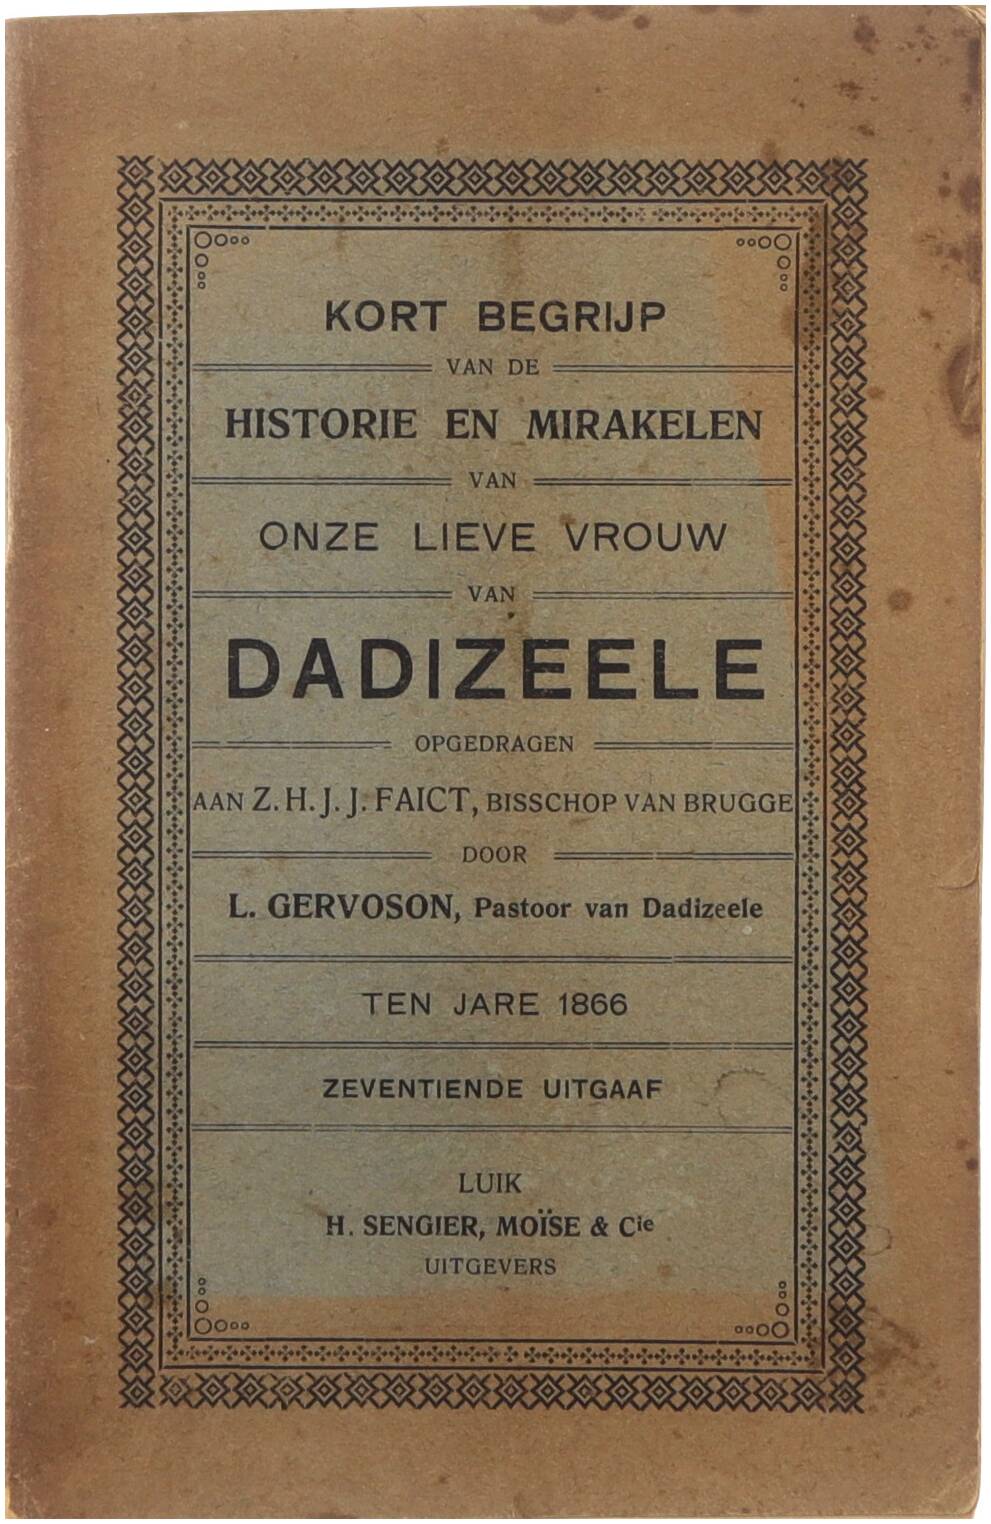 KORT BEGRIJP
VAN DE
HISTORIE EN MIRAKELEN
VAN
ONZE LIEVE VROUW
VAN
DADIZEELE
OPGEDRAGEN
AAN Z. H. J. J. FAICT, BISSCHOP VAN BRUGGE
DOOR
L. GERVOSON, Pastoor van Dadizeele
TEN JARE 1866
ZEVENTIENDE UITGAAF
LUIK
H. SENGIER, MOÏSE & Cie
UITGEVERS